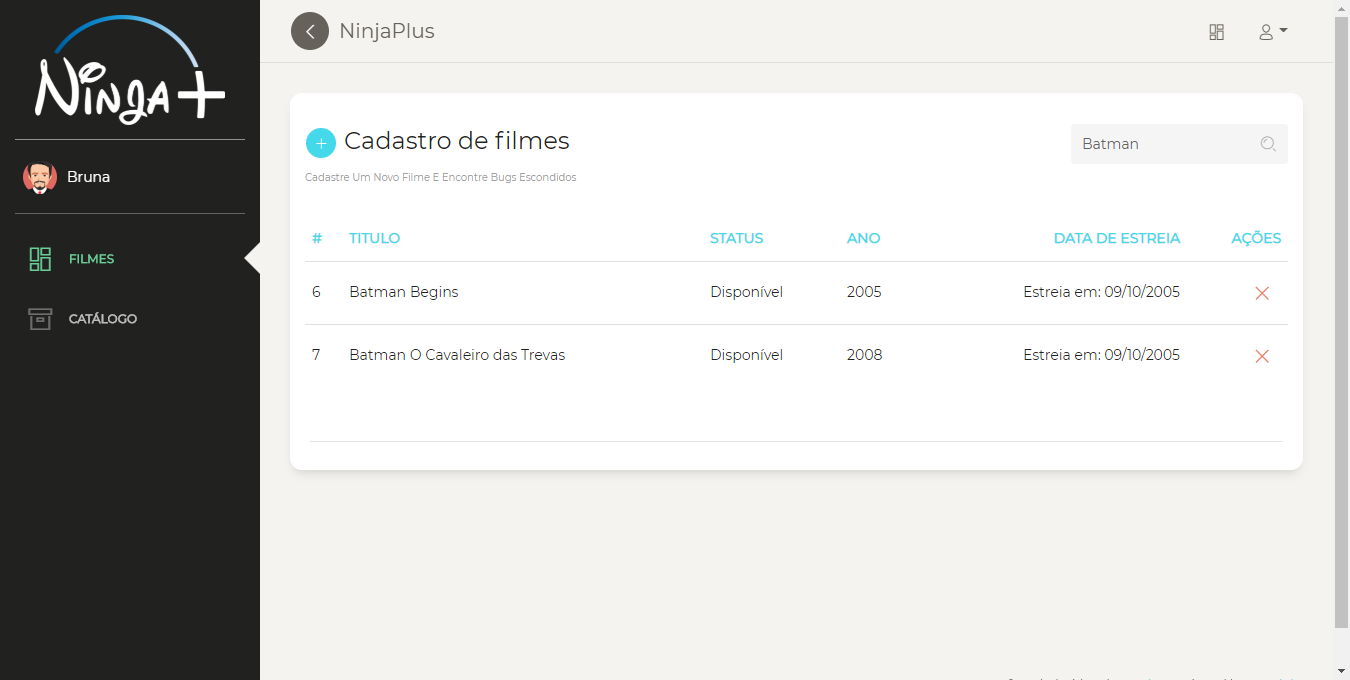 Ninja+
Bruna
FILMES
CATÁLOGO
NinjaPlus
Cadastro de filmes
Batman
Cadastre Um Novo Filme E Encontre Bugs Escondidos
# TITULO STATUS ANO DATA DE ESTREIA AÇÕES
6 Batman Begins Disponível 2005 Estreia em: 09/10/2005
7 Batman O Cavaleiro das Trevas Disponível 2008 Estreia em: 09/10/2005